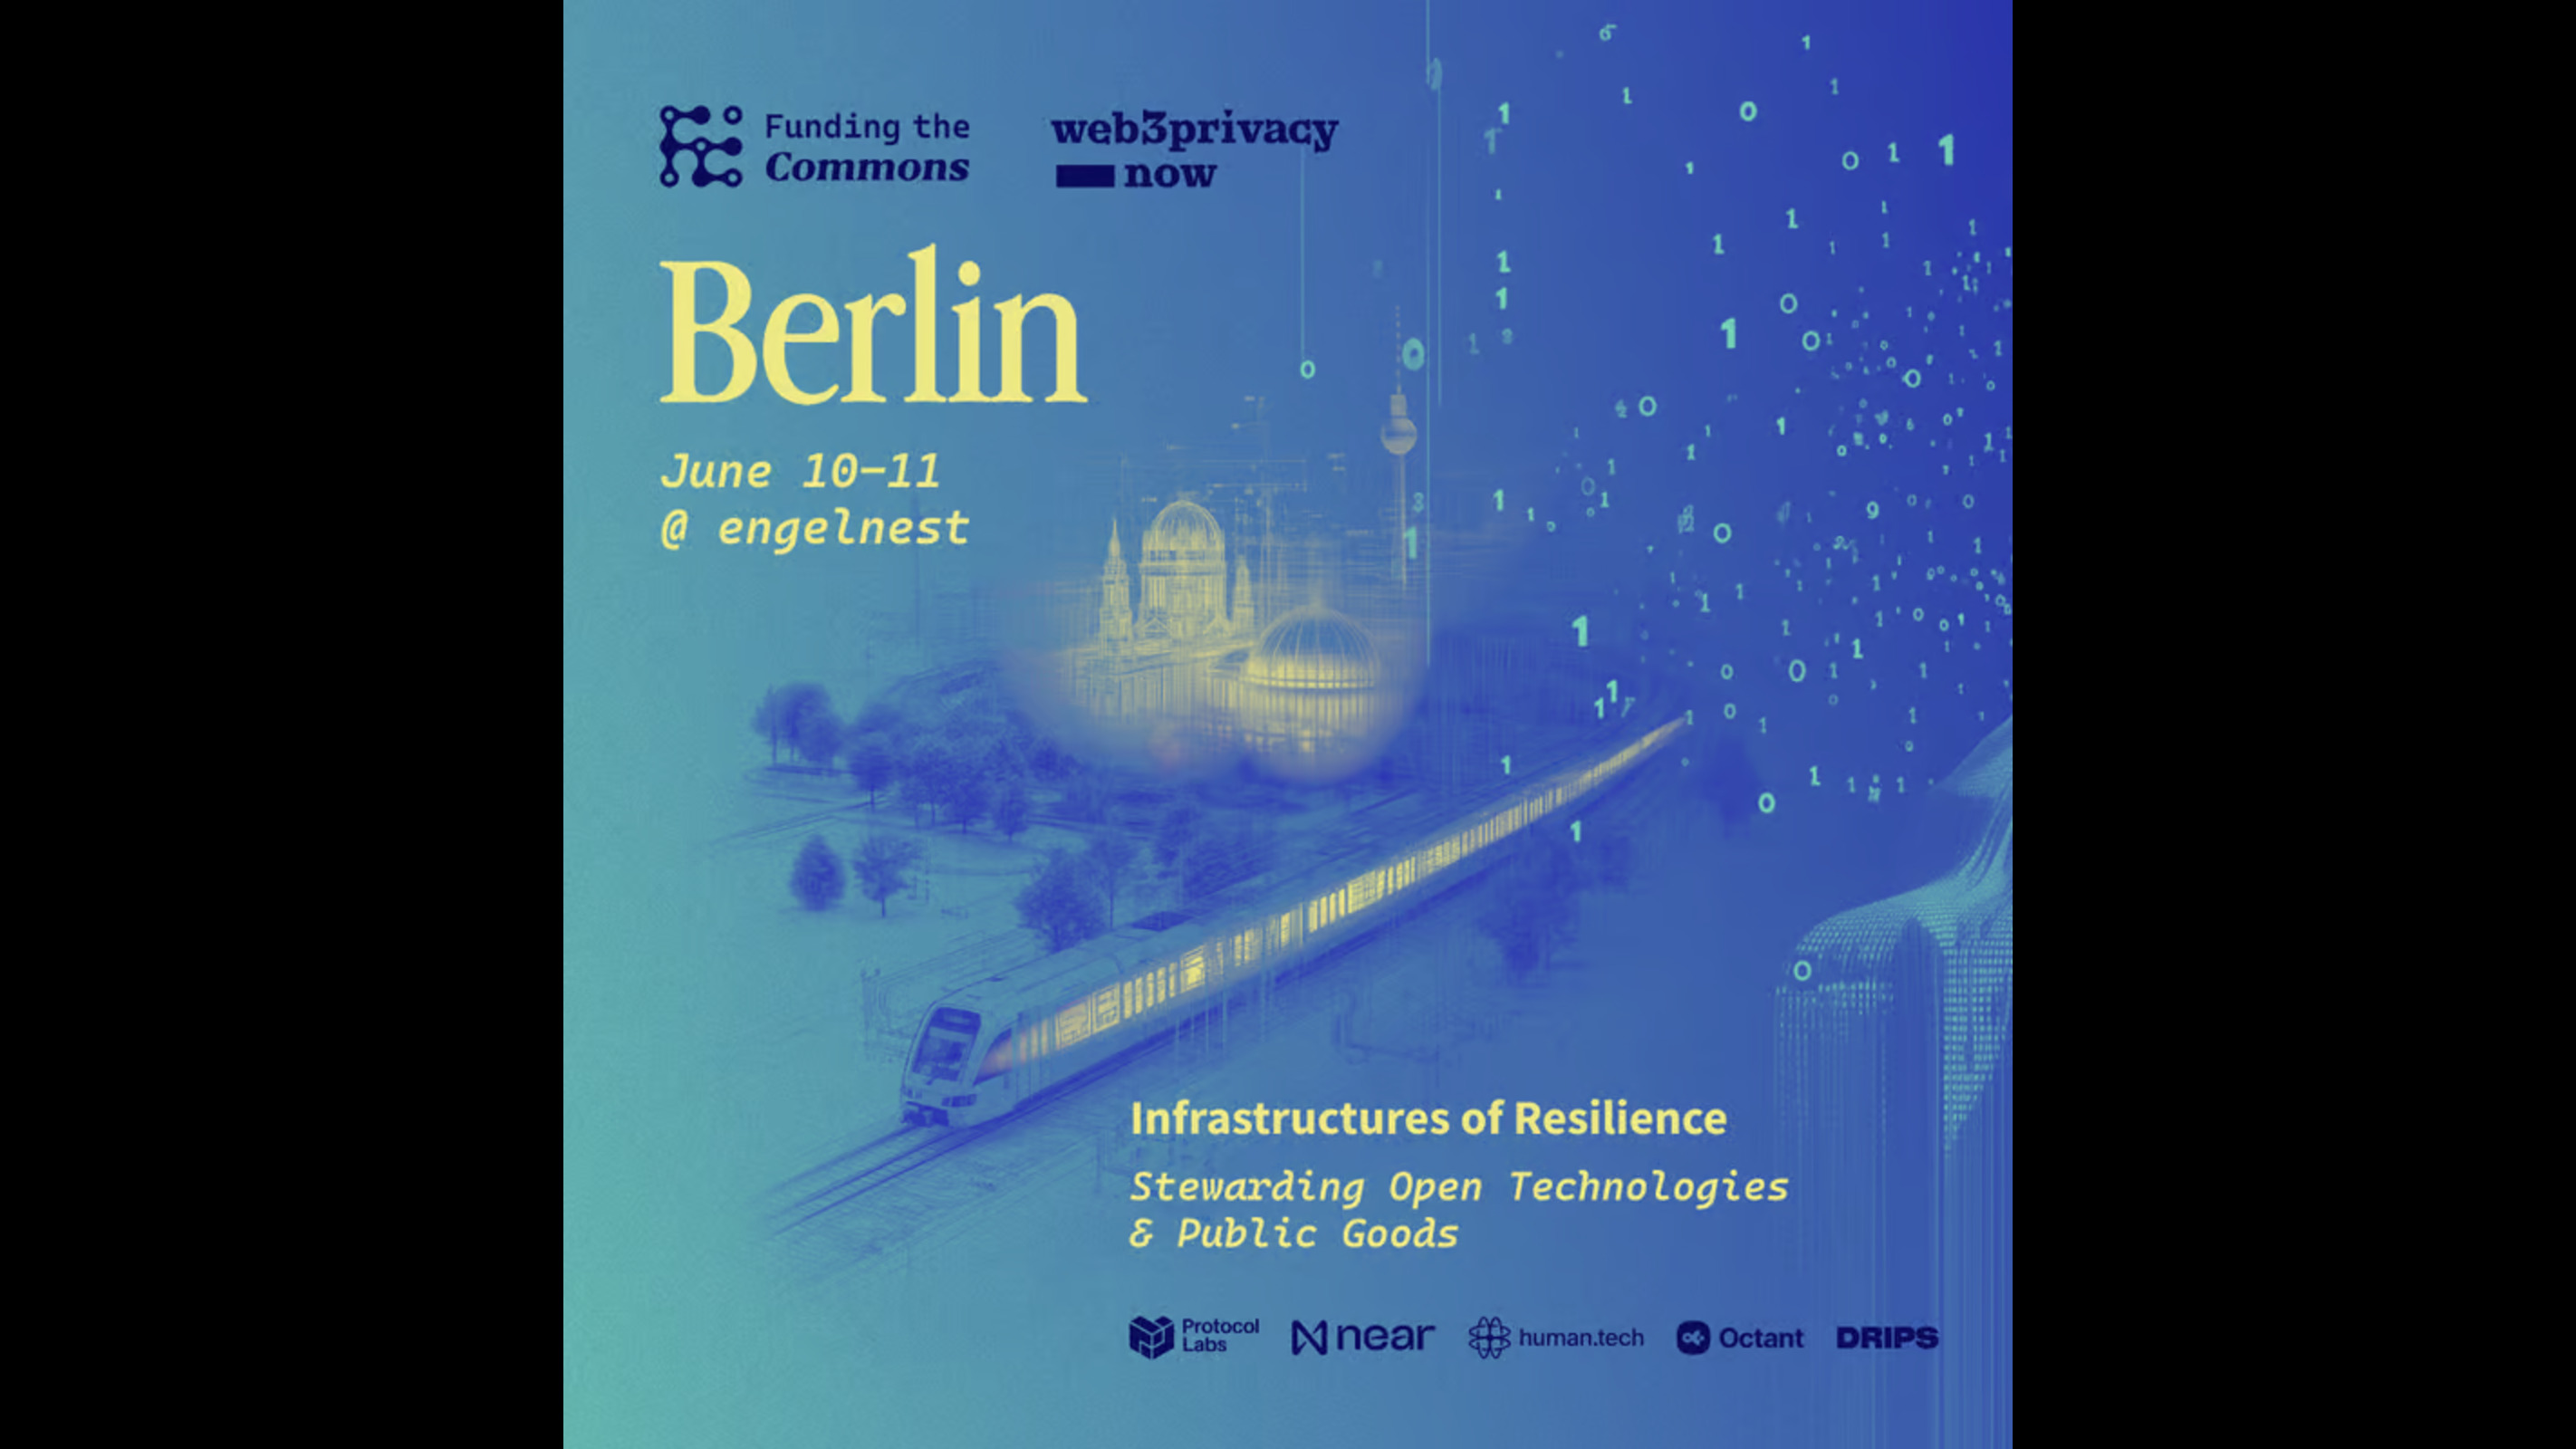 Funding the
Commons
web3privacy
now
Berlin
June 10–11
@ engelnest
Infrastructures of Resilience
Stewarding Open Technologies
& Public Goods
Protocol
Labs
near
human.tech
Octant
DRIPS